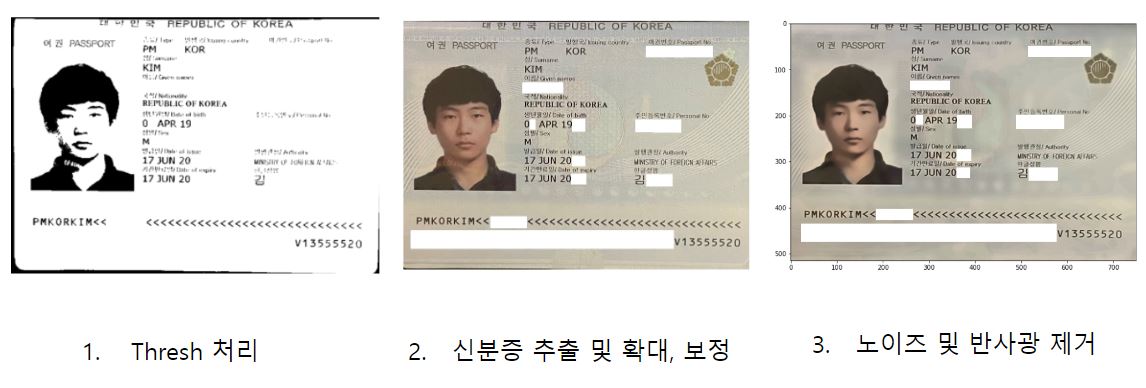 대한민국 REPUBLIC OF KOREA
여권 PASSPORT
종류/Type 발행국/Issuing country 여권번호/Passport No.
PM KOR
성/Surname
KIM
이름/Given names
국적/Nationality
REPUBLIC OF KOREA
생년월일/Date of birth 주민등록번호/Personal No
0 APR 19
성별/Sex
M
발급일/Date of issue 발행관청/Authority
17 JUN 20 MINISTRY OF FOREIGN AFFAIRS
기간만료일/Date of expiry 한글성명
17 JUN 20 김
PMKORKIM<< <<<<<<<<<<<<<<<<<<<<<<<<<<<<
V13555520
대한민국 REPUBLIC OF KOREA
여권 PASSPORT
종류/Type 발행국/Issuing country 여권번호/Passport No.
PM KOR
성/Surname
KIM
이름/Given names
국적/Nationality
REPUBLIC OF KOREA
생년월일/Date of birth 주민등록번호/Personal No
0 APR 19
성별/Sex
M
발급일/Date of issue 발행관청/Authority
17 JUN 20 MINISTRY OF FOREIGN AFFAIRS
기간만료일/Date of expiry 한글성명
17 JUN 20 김
PMKORKIM<< <<<<<<<<<<<<<<<<<<<<<<<<<<<<
V13555520
대한민국 REPUBLIC OF KOREA
여권 PASSPORT
종류/Type 발행국/Issuing country 여권번호/Passport No.
PM KOR
성/Surname
KIM
이름/Given names
국적/Nationality
REPUBLIC OF KOREA
생년월일/Date of birth 주민등록번호/Personal No
0 APR 19
성별/Sex
M
발급일/Date of issue 발행관청/Authority
17 JUN 20 MINISTRY OF FOREIGN AFFAIRS
기간만료일/Date of expiry 한글성명
17 JUN 20 김
PMKORKIM<< <<<<<<<<<<<<<<<<<<<<<<<<<<<<
V13555520
0
100
200
300
400
500
0 100 200 300 400 500 600 700
1. Thresh 처리
2. 신분증 추출 및 확대, 보정
3. 노이즈 및 반사광 제거